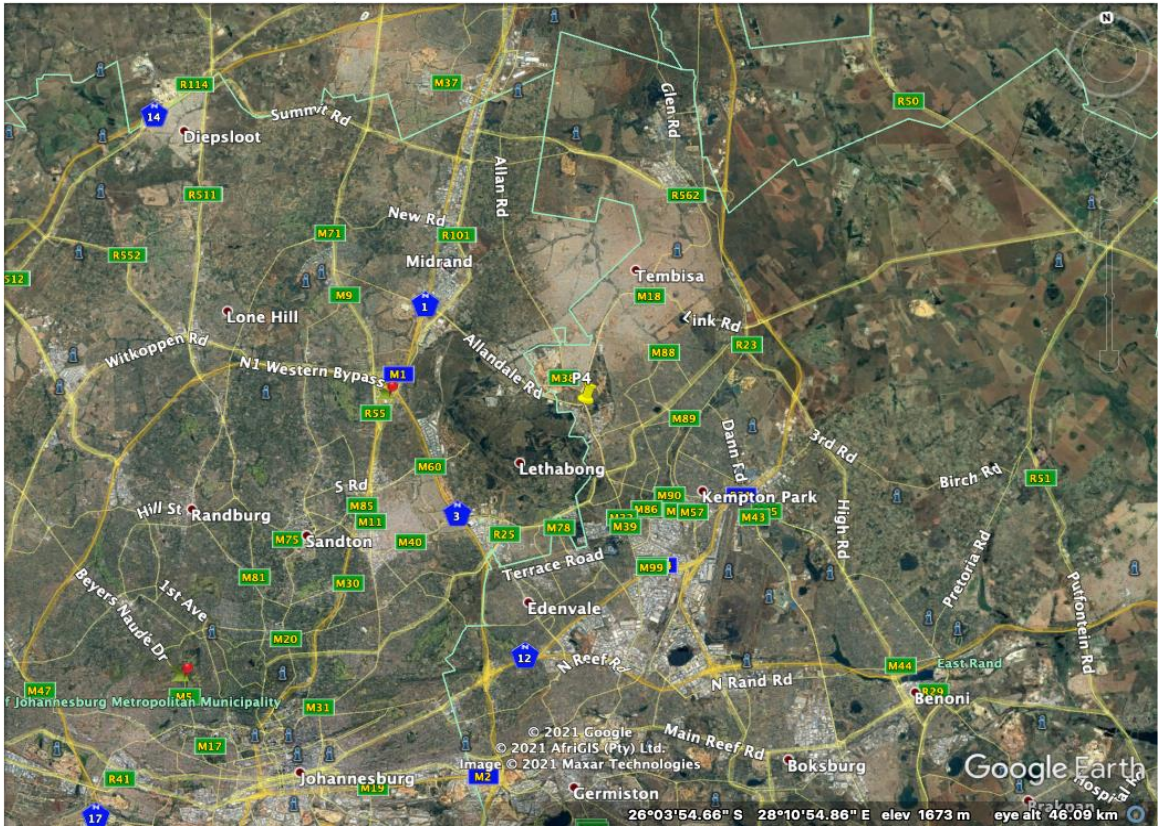 N
M37
R114
R50
14
Summit Rd
Glen Rd
Diepsloot
Allan Rd
R511
R562
New Rd
M71
R101
R552
Midrand
Tembisa
512
M9
M18
1
Lone Hill
Link Rd
Witkoppen Rd
R23
M88
N1 Western Bypass
M1
Allandale Rd
M38
P4
R55
M89
Dann Rd
3rd Rd
M60
Lethabong
Birch Rd
R51
S Rd
M90
Kempton Park
M85
M86
M57
Hill St
Randburg
M11
3
M43
High Rd
M39
M78
R25
M75
Sandton
M40
Terrace Road
M99
Pretoria Rd
M81
M30
Beyers Naude Dr
1st Ave
Edenvale
Putfontein Rd
M20
12
N Reef Rd
M44
East Rand
N Rand Rd
M47
M5
R29
Benoni
f Johannesburg Metropolitan Municipality
M31
© 2021 Google
M17
© 2021 AfriGIS (Pty) Ltd.
Main Reef Rd
Image © 2021 Maxar Technologies
Boksburg
Google Earth
R41
Johannesburg
M2
M19
Germiston
Hospital Rd
Brakpan
17
26°03'54.66" S 28°10'54.86" E elev 1673 m eye alt 46.09 km